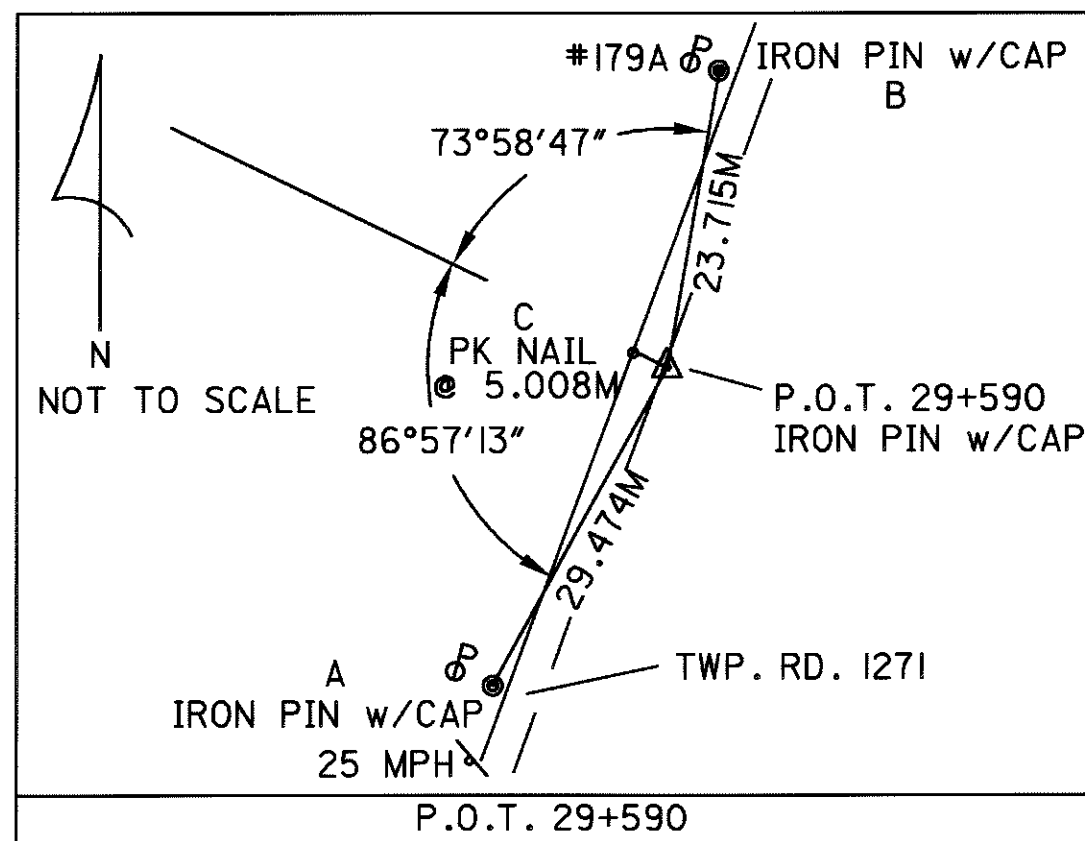 #179A
IRON PIN w/CAP
B
73°58'47"
23.715M
C
PK NAIL
@ 5.008M
N
NOT TO SCALE
P.O.T. 29+590
IRON PIN w/CAP
86°57'13"
29.474M
A
IRON PIN w/CAP
TWP. RD. 1271
25 MPH
P.O.T. 29+590